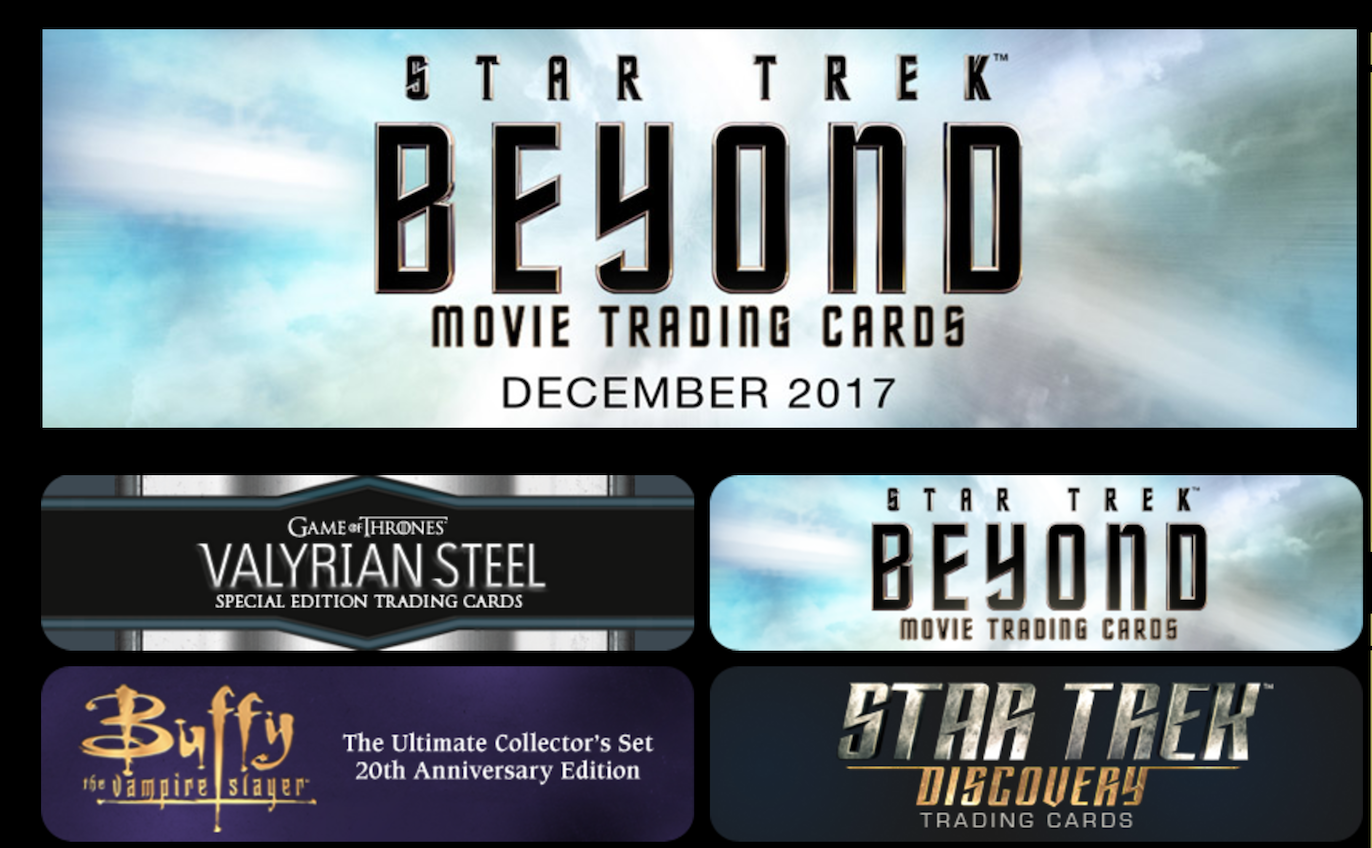 STAR TREK™
BEYOND
MOVIE TRADING CARDS
DECEMBER 2017
GAME OF THRONES
VALYRIAN STEEL
SPECIAL EDITION TRADING CARDS
STAR TREK™
BEYOND
MOVIE TRADING CARDS
Buffy
the vampire slayer
The Ultimate Collector's Set
20th Anniversary Edition
STAR TREK™
DISCOVERY
TRADING CARDS